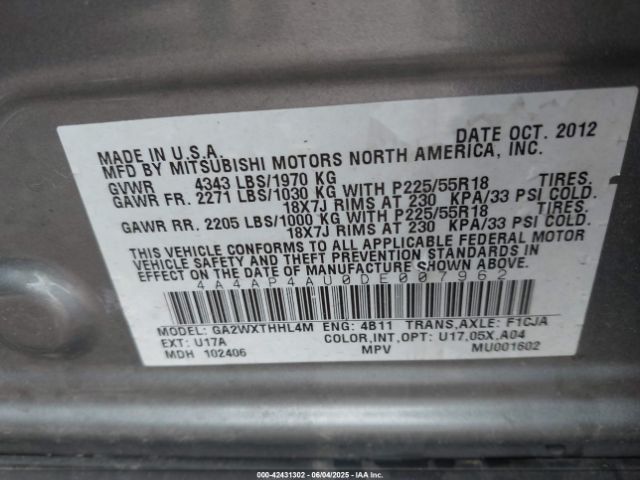 MADE IN U.S.A. DATE OCT. 2012
MFD BY MITSUBISHI MOTORS NORTH AMERICA, INC.
GVWR 4343 LBS/1970 KG
GAWR FR. 2271 LBS/1030 KG WITH P225/55R18 TIRES.
18X7J RIMS AT 230 KPA/33 PSI COLD.
GAWR RR. 2205 LBS/1000 KG WITH P225/55R18 TIRES.
18X7J RIMS AT 230 KPA/33 PSI COLD.
THIS VEHICLE CONFORMS TO ALL APPLICABLE FEDERAL MOTOR
VEHICLE SAFETY AND THEFT PREVENTION STANDARDS IN
EFFECT ON THE DATE OF MANUFACTURE SHOWN ABOVE.
4A4AP4AU0DE007962
MODEL: GA2WXTHHL4M ENG: 4B11 TRANS,AXLE: F1CJA
EXT: U17A COLOR,INT,OPT: U17,05X,A04
MDH 102406 MPV MU001602
000-42431302 - 06/04/2025 - IAA Inc.